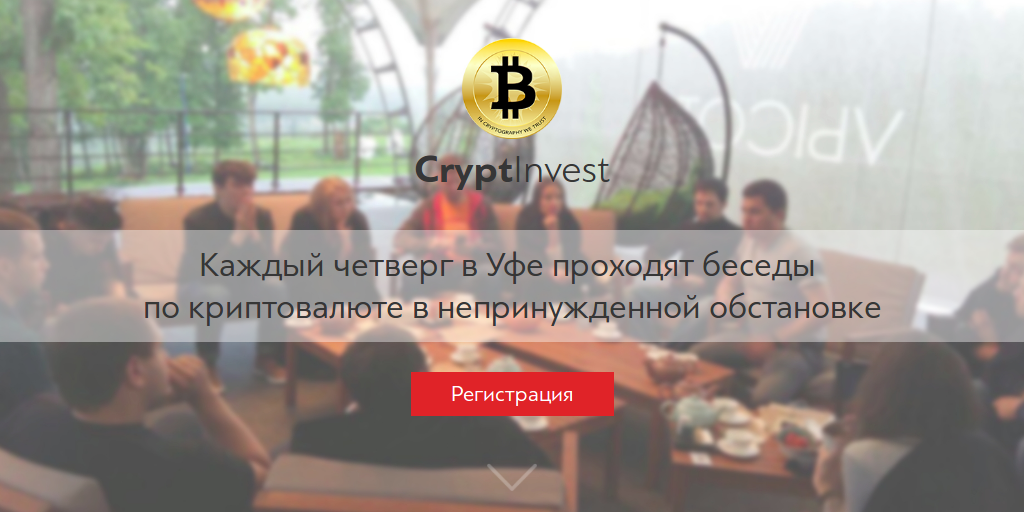 IN CRYPTOGRAPHY WE TRUST
CryptInvest
Каждый четверг в Уфе проходят беседы
по криптовалюте в непринужденной обстановке
Регистрация